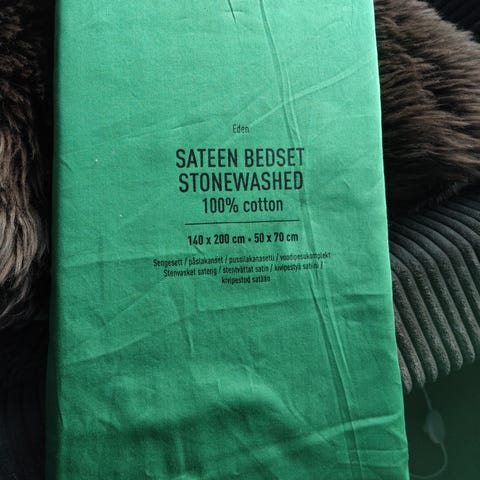 Eden
SATEEN BEDSET
STONEWASHED
100% cotton
140 x 200 cm • 50 x 70 cm
Sengesett / påslakanset / pussilakanasetti / voodipesukomplekt
Stenvasket sateng / stentvättat satin / kivipestyä satiini /
kivipestud satään